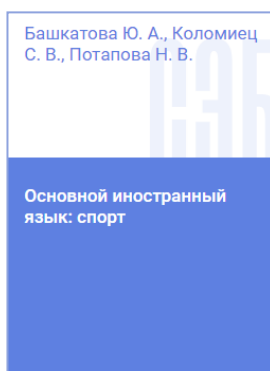 Башкатова Ю. А., Коломиец
С. В., Потапова Н. В.
Основной иностранный
язык: спорт